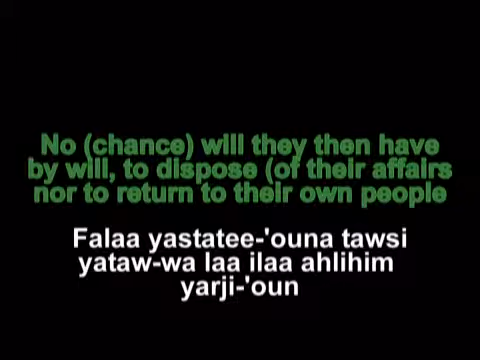 No (chance) will they then have
by will, to dispose (of their affairs
nor to return to their own people
Falaa yastatee-'ouna tawsi
yataw-wa laa ilaa ahlihim
yarji-'oun